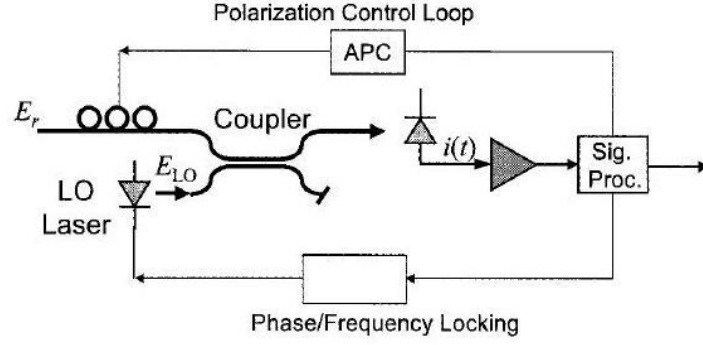 Polarization Control Loop
APC
E_r
Coupler
i(t)
Sig.
Proc.
E_LO
LO
Laser
Phase/Frequency Locking